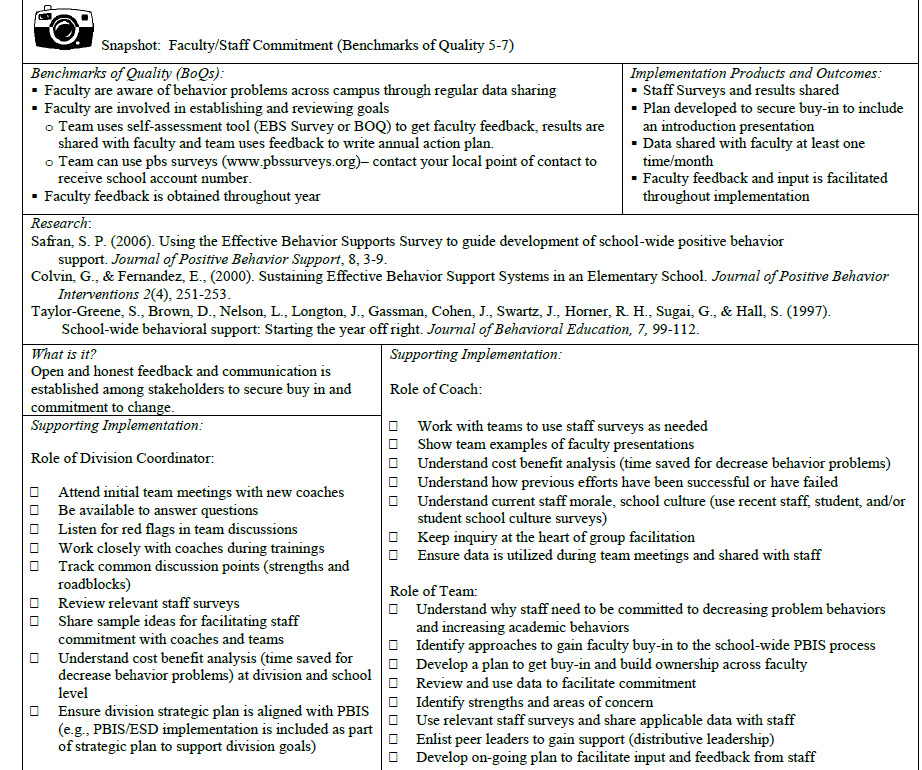 Snapshot:  Faculty/Staff Commitment (Benchmarks of Quality 5-7)
Benchmarks of Quality (BoQs):
▪ Faculty are aware of behavior problems across campus through regular data sharing
▪ Faculty are involved in establishing and reviewing goals
o Team uses self-assessment tool (EBS Survey or BOQ) to get faculty feedback, results are
shared with faculty and team uses feedback to write annual action plan.
o Team can use pbs surveys (www.pbssurveys.org)– contact your local point of contact to
receive school account number.
▪ Faculty feedback is obtained throughout year
Implementation Products and Outcomes:
▪ Staff Surveys and results shared
▪ Plan developed to secure buy-in to include
an introduction presentation
▪ Data shared with faculty at least one
time/month
▪ Faculty feedback and input is facilitated
throughout implementation
Research:
Safran, S. P. (2006). Using the Effective Behavior Supports Survey to guide development of school-wide positive behavior
support. Journal of Positive Behavior Support, 8, 3-9.
Colvin, G., & Fernandez, E., (2000). Sustaining Effective Behavior Support Systems in an Elementary School. Journal of Positive Behavior
Interventions 2(4), 251-253.
Taylor-Greene, S., Brown, D., Nelson, L., Longton, J., Gassman, Cohen, J., Swartz, J., Horner, R. H., Sugai, G., & Hall, S. (1997).
School-wide behavioral support: Starting the year off right. Journal of Behavioral Education, 7, 99-112.
What is it?
Open and honest feedback and communication is
established among stakeholders to secure buy in and
commitment to change.
Supporting Implementation:
Role of Division Coordinator:
☐ Attend initial team meetings with new coaches
☐ Be available to answer questions
☐ Listen for red flags in team discussions
☐ Work closely with coaches during trainings
☐ Track common discussion points (strengths and
roadblocks)
☐ Review relevant staff surveys
☐ Share sample ideas for facilitating staff
commitment with coaches and teams
☐ Understand cost benefit analysis (time saved for
decrease behavior problems) at division and school
level
☐ Ensure division strategic plan is aligned with PBIS
(e.g., PBIS/ESD implementation is included as part
of strategic plan to support division goals)
Supporting Implementation:
Role of Coach:
☐ Work with teams to use staff surveys as needed
☐ Show team examples of faculty presentations
☐ Understand cost benefit analysis (time saved for decrease behavior problems)
☐ Understand how previous efforts have been successful or have failed
☐ Understand current staff morale, school culture (use recent staff, student, and/or
student school culture surveys)
☐ Keep inquiry at the heart of group facilitation
☐ Ensure data is utilized during team meetings and shared with staff
Role of Team:
☐ Understand why staff need to be committed to decreasing problem behaviors
and increasing academic behaviors
☐ Identify approaches to gain faculty buy-in to the school-wide PBIS process
☐ Develop a plan to get buy-in and build ownership across faculty
☐ Review and use data to facilitate commitment
☐ Identify strengths and areas of concern
☐ Use relevant staff surveys and share applicable data with staff
☐ Enlist peer leaders to gain support (distributive leadership)
☐ Develop on-going plan to facilitate input and feedback from staff